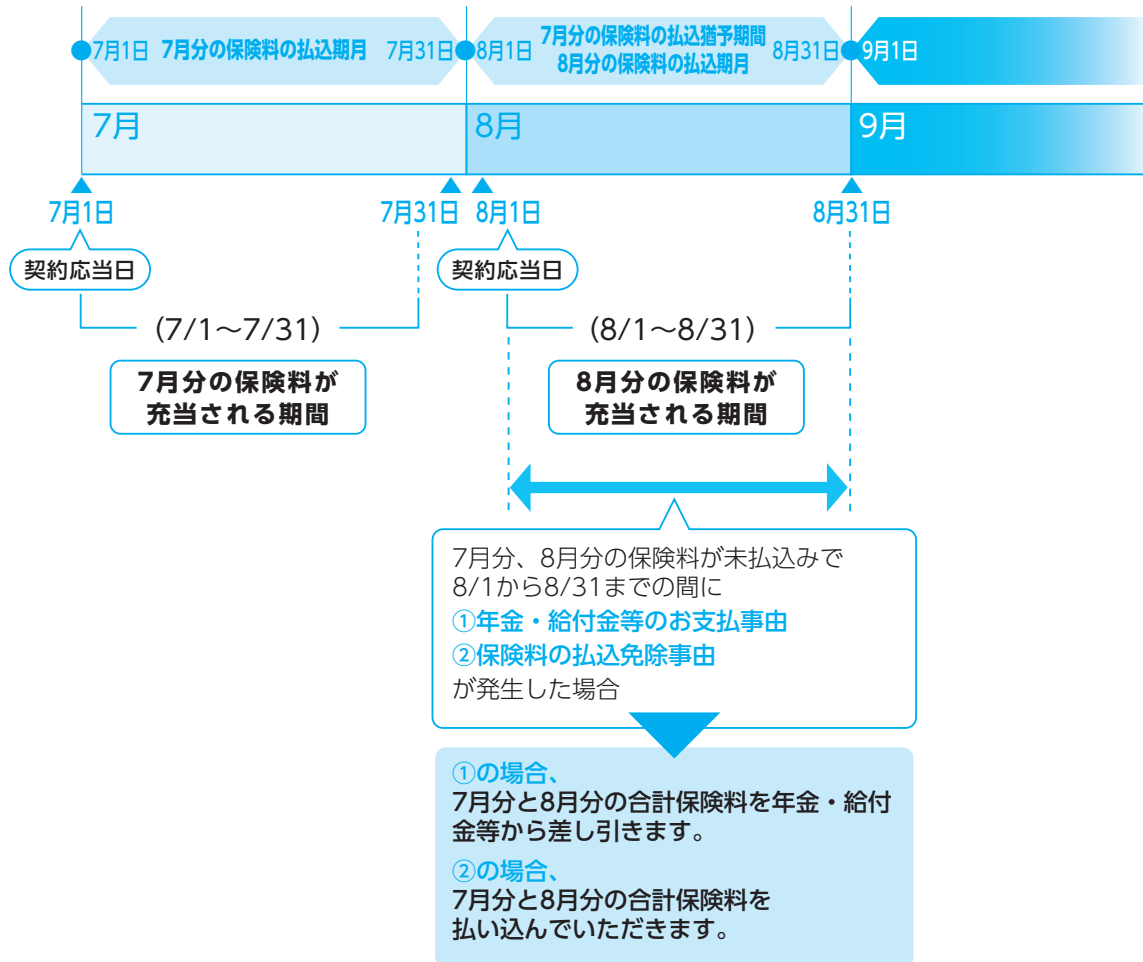 7月1日 7月分の保険料の払込期月 7月31日
8月1日 7月分の保険料の払込猶予期間
8月分の保険料の払込期月 8月31日
9月1日
7月
8月
9月
7月1日
7月31日
8月1日
8月31日
契約応当日
契約応当日
(7/1〜7/31)
(8/1〜8/31)
7月分の保険料が
充当される期間
8月分の保険料が
充当される期間
7月分、8月分の保険料が未払込みで
8/1から8/31までの間に
①年金・給付金等のお支払事由
②保険料の払込免除事由
が発生した場合
①の場合、
7月分と8月分の合計保険料を年金・給付
金等から差し引きます。
②の場合、
7月分と8月分の合計保険料を
払い込んでいただきます。